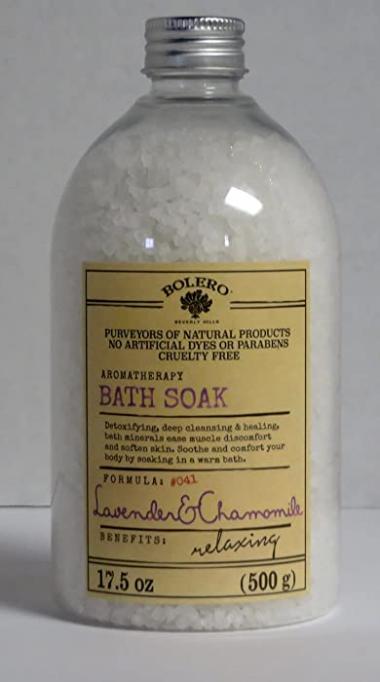 BOLERO
BEVERLY HILLS
PURVEYORS OF NATURAL PRODUCTS
NO ARTIFICIAL DYES OR PARABENS
CRUELTY FREE
AROMATHERAPY
BATH SOAK
Detoxifying, deep cleansing & healing,
bath minerals ease muscle discomfort
and soften skin. Soothe and comfort your
body by soaking in a warm bath.
FORMULA: #041
Lavender & Chamomile
BENEFITS: relaxing
17.5 oz (500 g)